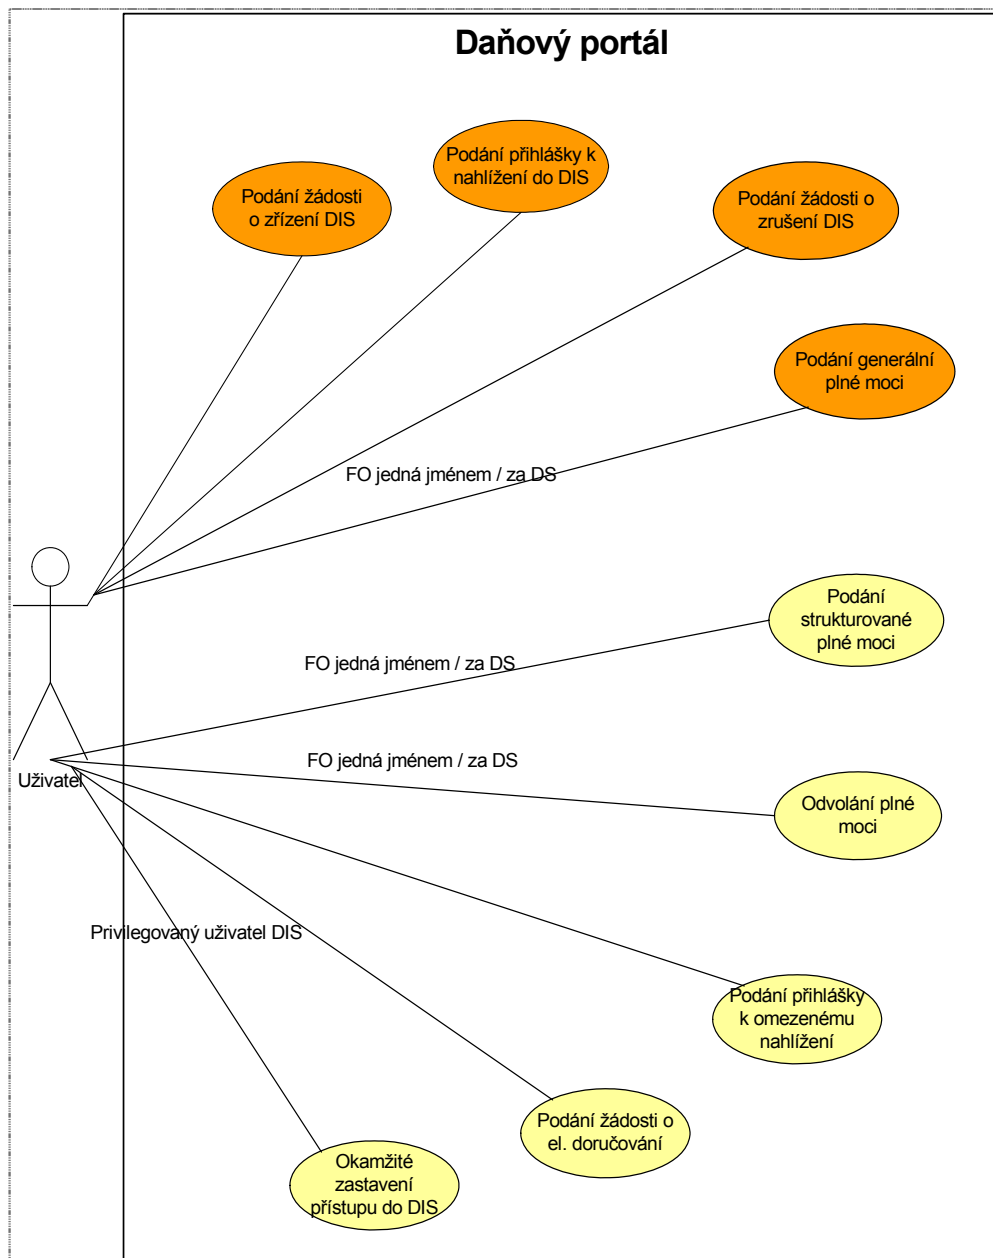 Daňový portál
Podání přihlášky k
nahlížení do DIS
Podání žádosti
o zřízení DIS
Podání žádosti o
zrušení DIS
Podání generální
plné moci
FO jedná jménem / za DS
Podání
strukturované
plné moci
FO jedná jménem / za DS
FO jedná jménem / za DS
Uživatel
Odvolání plné
moci
Privilegovaný uživatel DIS
Podání přihlášky
k omezenému
nahlížení
Podání žádosti o
el. doručování
Okamžité
zastavení
přístupu do DIS